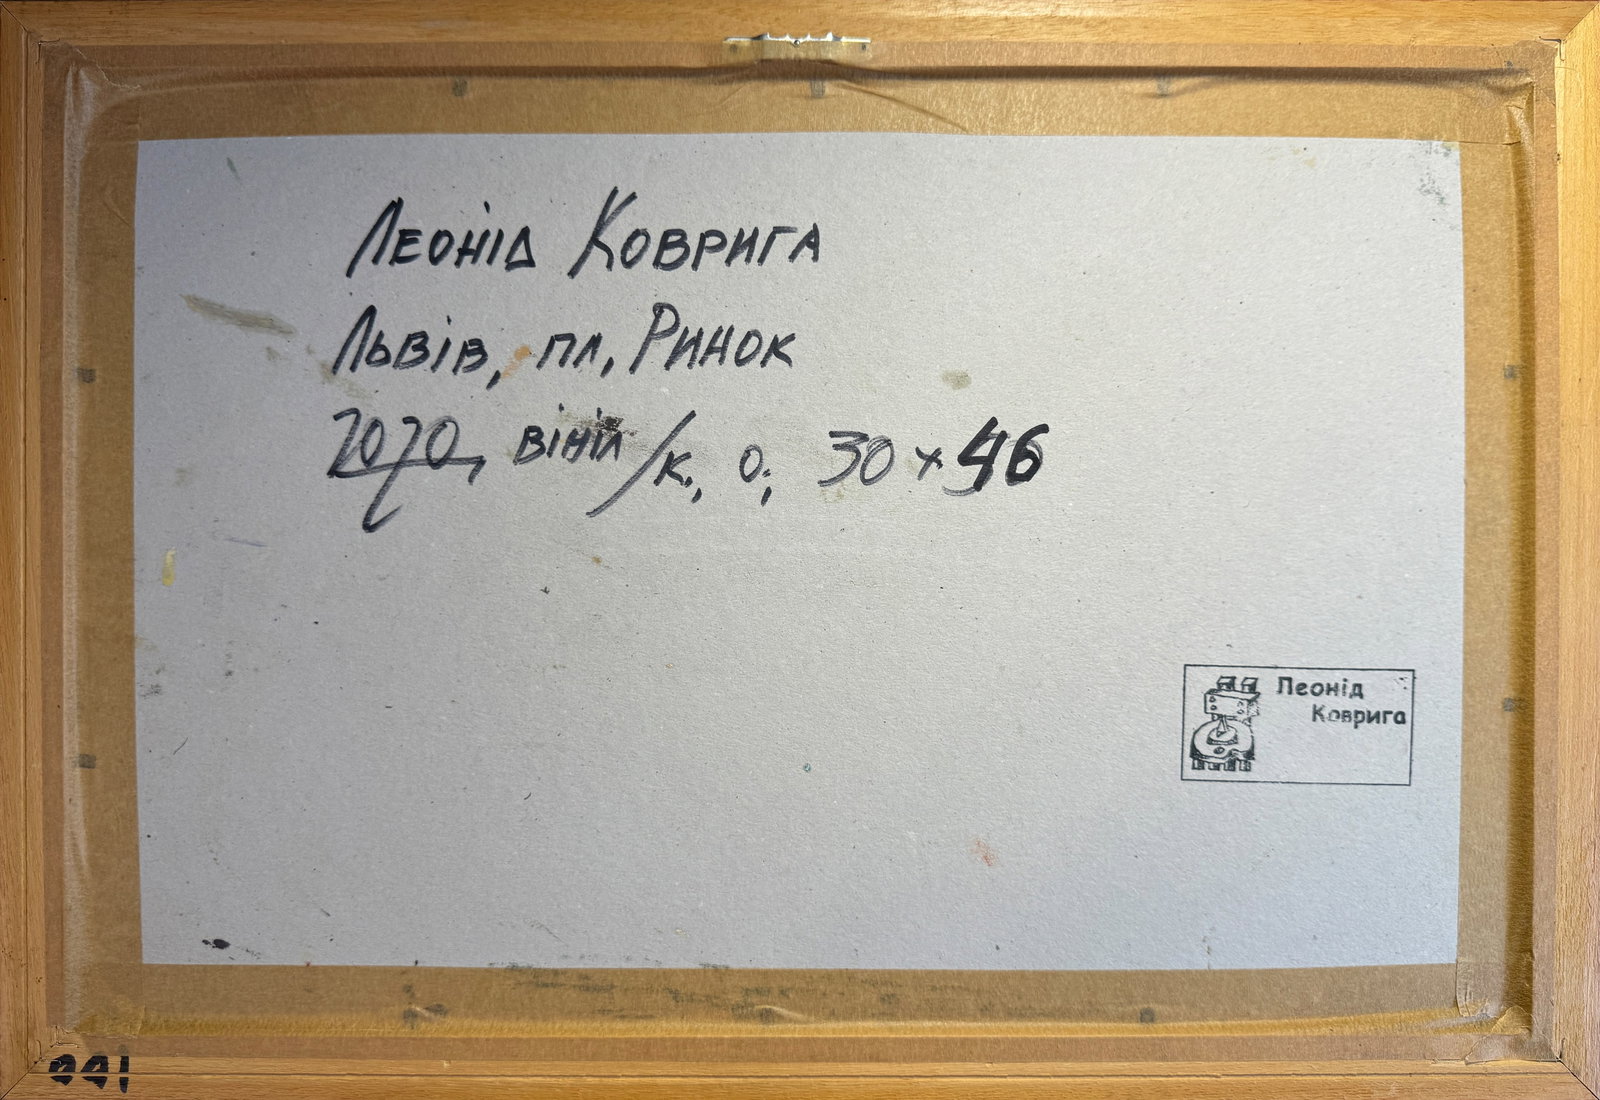 Леонід Коврига
Львів, пл, Ринок
2020, вініл/к., о; 30×46
Леонід
Коврига